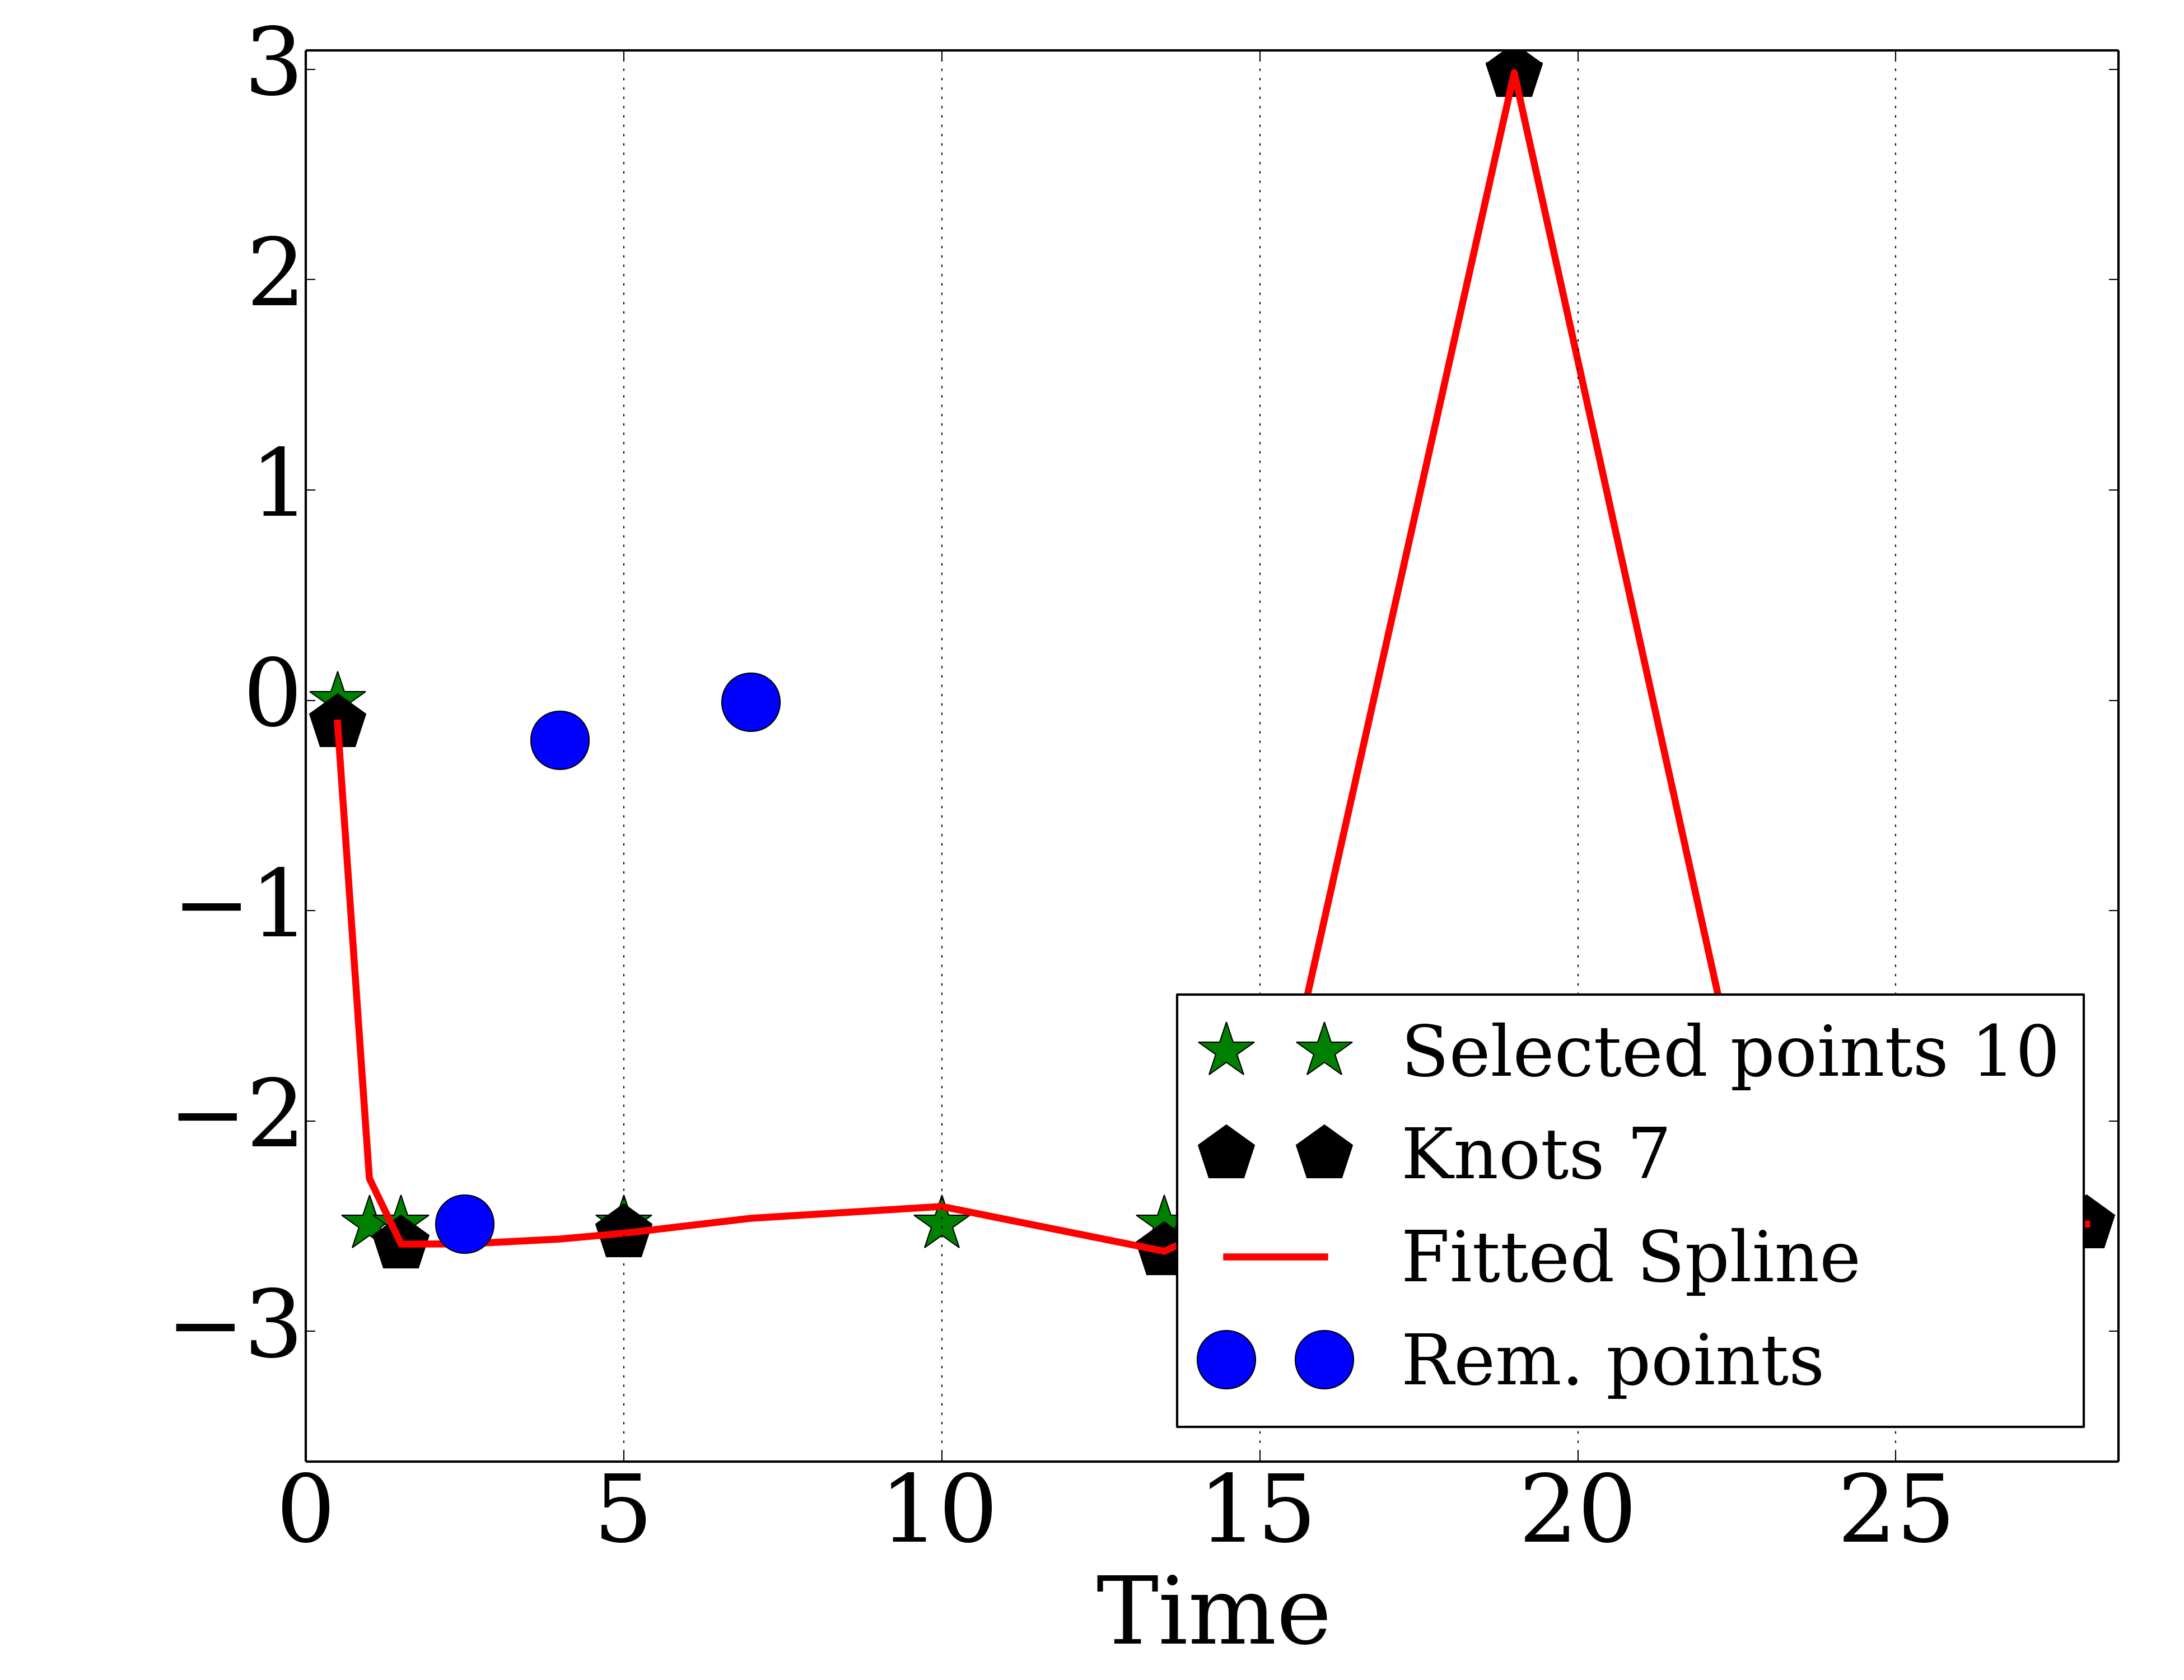 3
2
1
0
−1
−2
−3
Selected points 10
Knots 7
Fitted Spline
Rem. points
0 5 10 15 20 25
Time